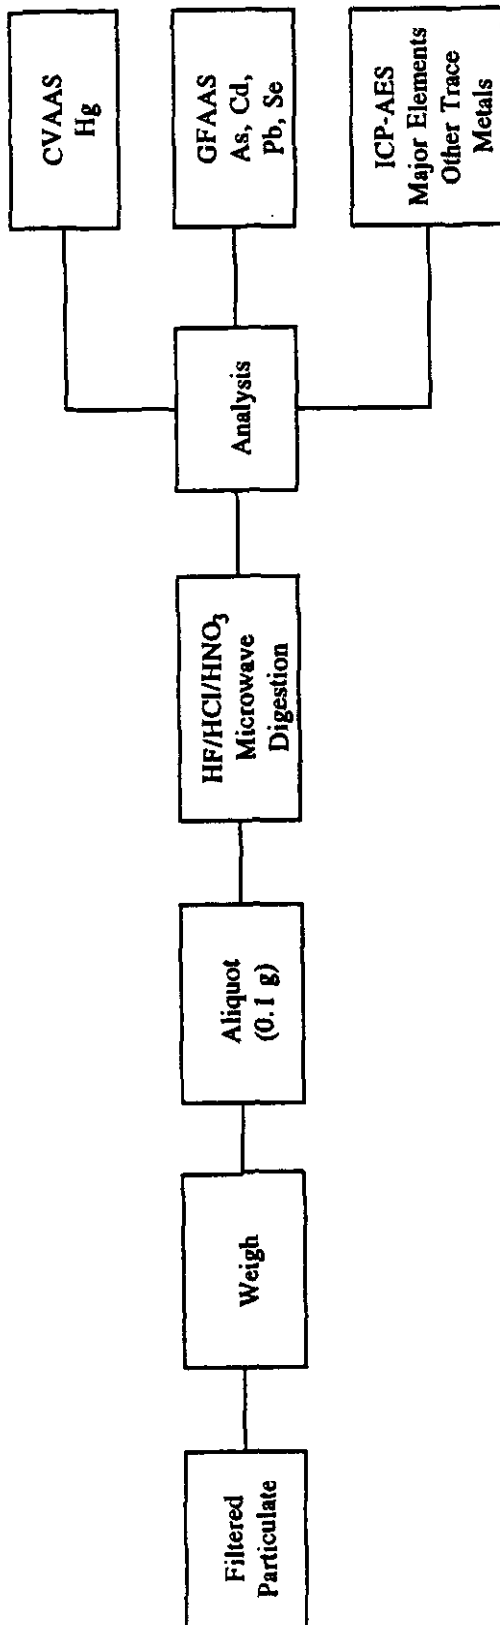 Filtered
Particulate
Weigh
Aliquot
(0.1 g)
HF/HCl/HNO₃
Microwave
Digestion
Analysis
CVAAS
Hg
GFAAS
As, Cd,
Pb, Se
ICP-AES
Major Elements
Other Trace
Metals